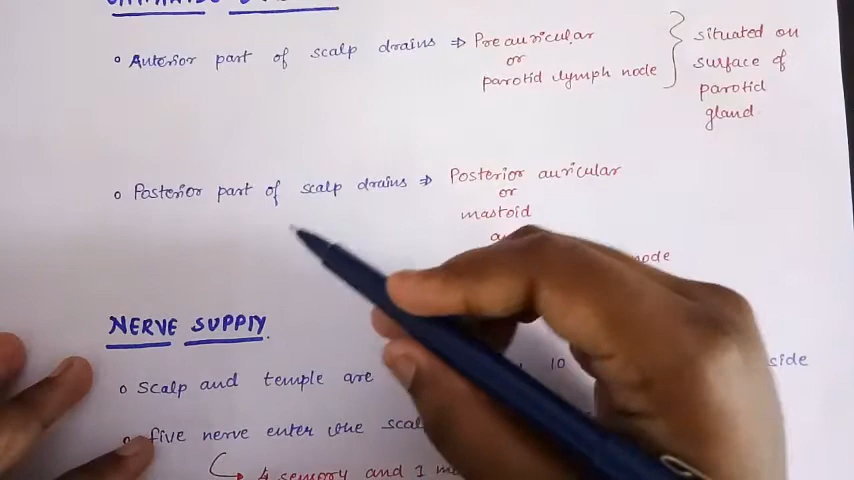 • Anterior part of scalp drains ⇒ Preauricular
or
parotid lymph node
situated on
surface of
parotid
gland
• Posterior part of scalp drains ⇒ Posterior auricular
or
mastoid
node
NERVE SUPPLY
• Scalp and temple are 10 side
• five nerve enter one
4 sensory and 1